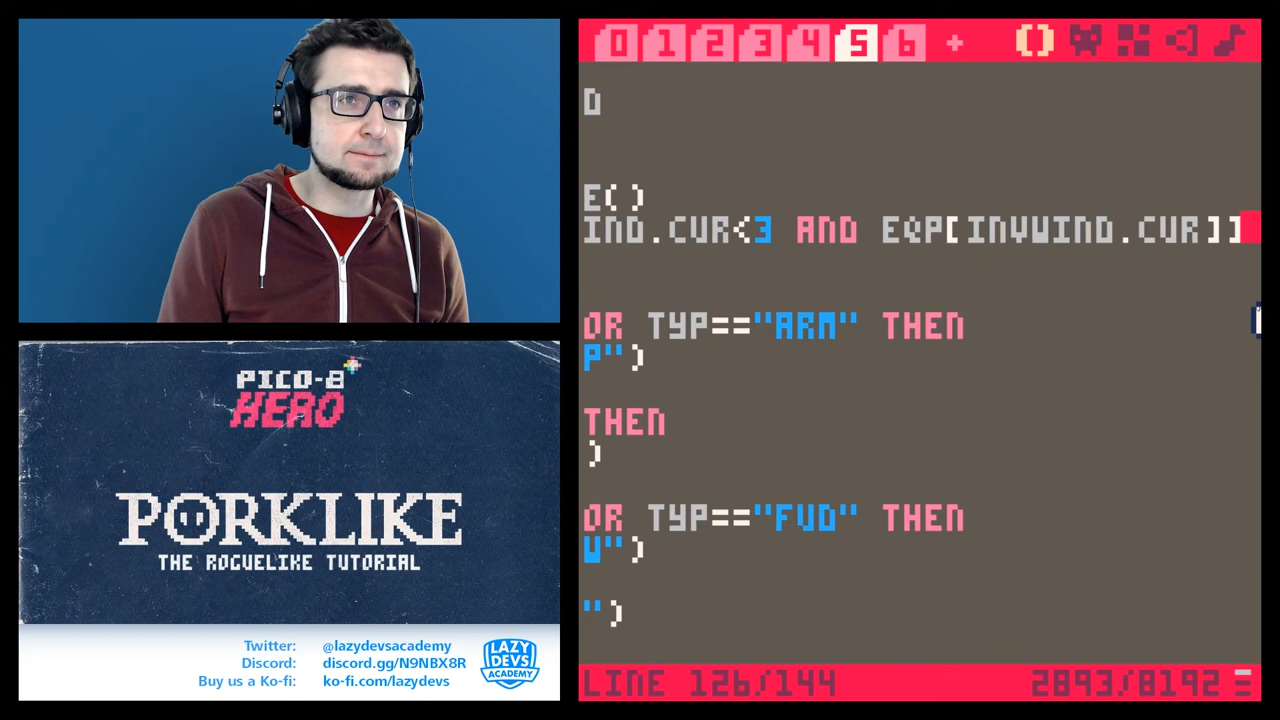 0 1 2 3 4 5 6 +
D
E()
IND.CUR<3 AND EQP[INVWIND.CUR]]
OR TYP=="ARM" THEN
P")
THEN
)
OR TYP=="FUD" THEN
W")
")
LINE 126/144 2893/8192
PICO-8
HERO
PORKLIKE
THE ROGUELIKE TUTORIAL
Twitter: @lazydevsacademy
Discord: discord.gg/N9NBX8R
Buy us a Ko-fi: ko-fi.com/lazydevs
LAZY
DEVS
ACADEMY